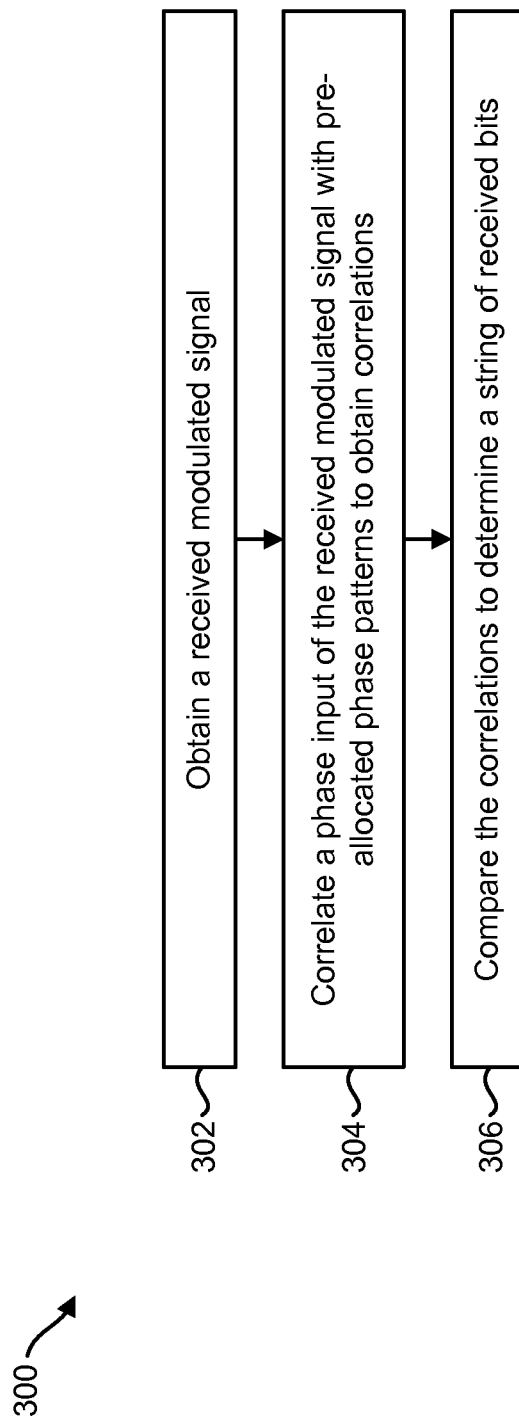 300
302
Obtain a received modulated signal
304
Correlate a phase input of the received modulated signal with pre-
allocated phase patterns to obtain correlations
306
Compare the correlations to determine a string of received bits